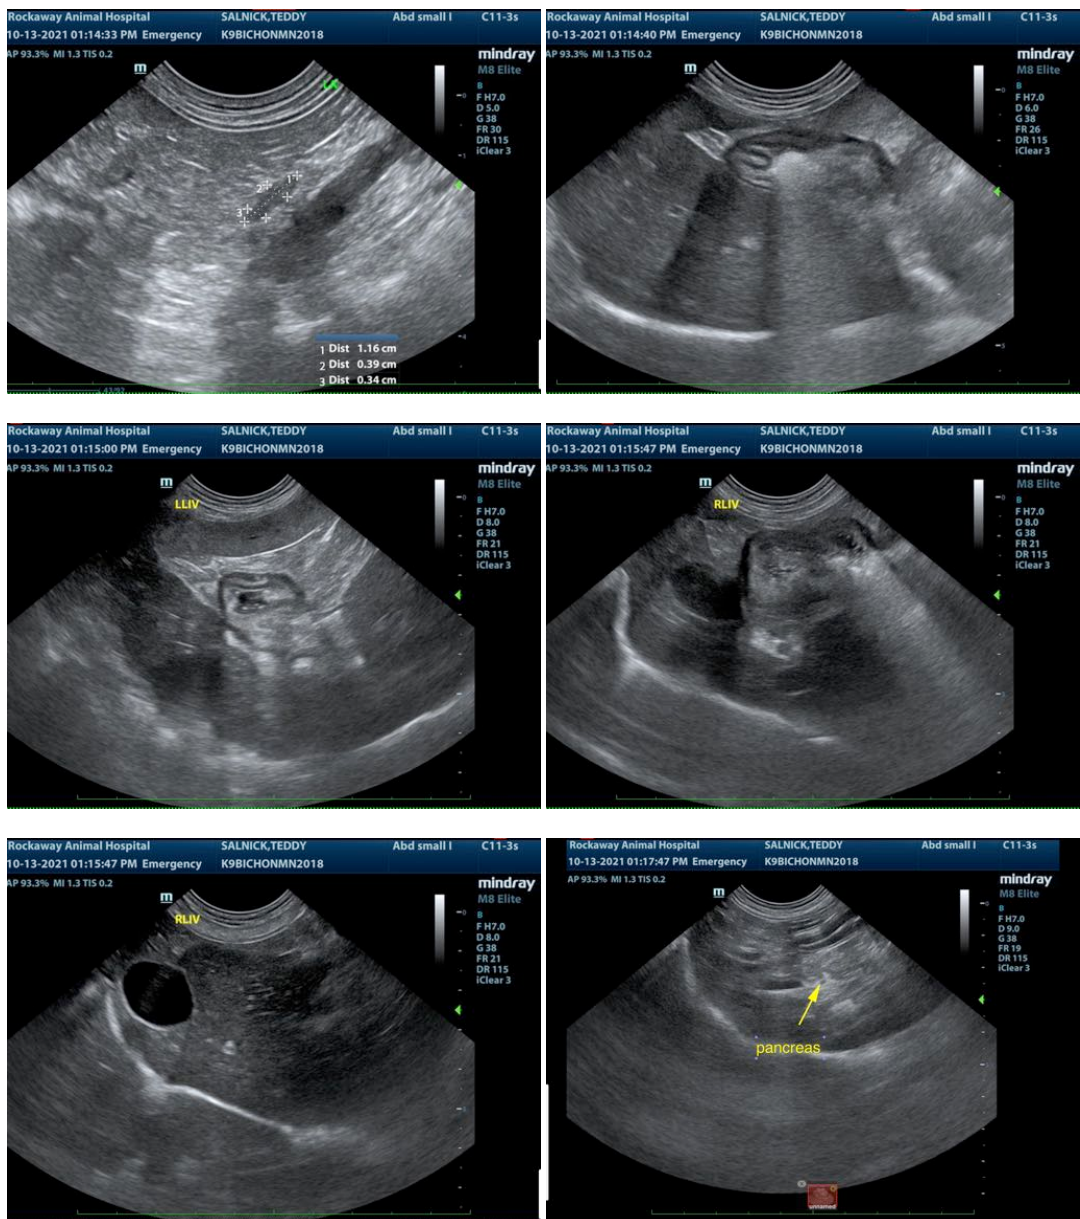 Rockaway Animal Hospital SALNICK,TEDDY Abd small I C11-3s
10-13-2021 01:14:33 PM Emergency K9BICHONMN2018
AP 93.3% MI 1.3 TIS 0.2
mindray
M8 Elite
m
B
F H7.0
D 5.0
G 38
FR 30
DR 115
iClear 3
0
1
1
2
3
4
1 Dist 1.16 cm
2 Dist 0.39 cm
3 Dist 0.34 cm
Rockaway Animal Hospital SALNICK,TEDDY Abd small I C11-3s
10-13-2021 01:14:40 PM Emergency K9BICHONMN2018
AP 93.3% MI 1.3 TIS 0.2
mindray
M8 Elite
m
B
F H7.0
D 6.0
G 38
FR 26
DR 115
iClear 3
0
5
Rockaway Animal Hospital SALNICK,TEDDY Abd small I C11-3s
10-13-2021 01:15:00 PM Emergency K9BICHONMN2018
AP 93.3% MI 1.3 TIS 0.2
mindray
M8 Elite
m
LLIV
B
F H7.0
D 8.0
G 38
FR 21
DR 115
iClear 3
0
Rockaway Animal Hospital SALNICK,TEDDY Abd small I C11-3s
10-13-2021 01:15:47 PM Emergency K9BICHONMN2018
AP 93.3% MI 1.3 TIS 0.2
mindray
M8 Elite
m
RLIV
B
F H7.0
D 8.0
G 38
FR 21
DR 115
iClear 3
0
Rockaway Animal Hospital SALNICK,TEDDY Abd small I C11-3s
10-13-2021 01:15:47 PM Emergency K9BICHONMN2018
AP 93.3% MI 1.3 TIS 0.2
mindray
M8 Elite
m
RLIV
B
F H7.0
D 8.0
G 38
FR 21
DR 115
iClear 3
0
Rockaway Animal Hospital SALNICK,TEDDY Abd small I C11-3s
10-13-2021 01:17:47 PM Emergency K9BICHONMN2018
AP 93.3% MI 1.3 TIS 0.2
mindray
M8 Elite
m
B
F H7.0
D 9.0
G 38
FR 19
DR 115
iClear 3
0
pancreas
unnamed